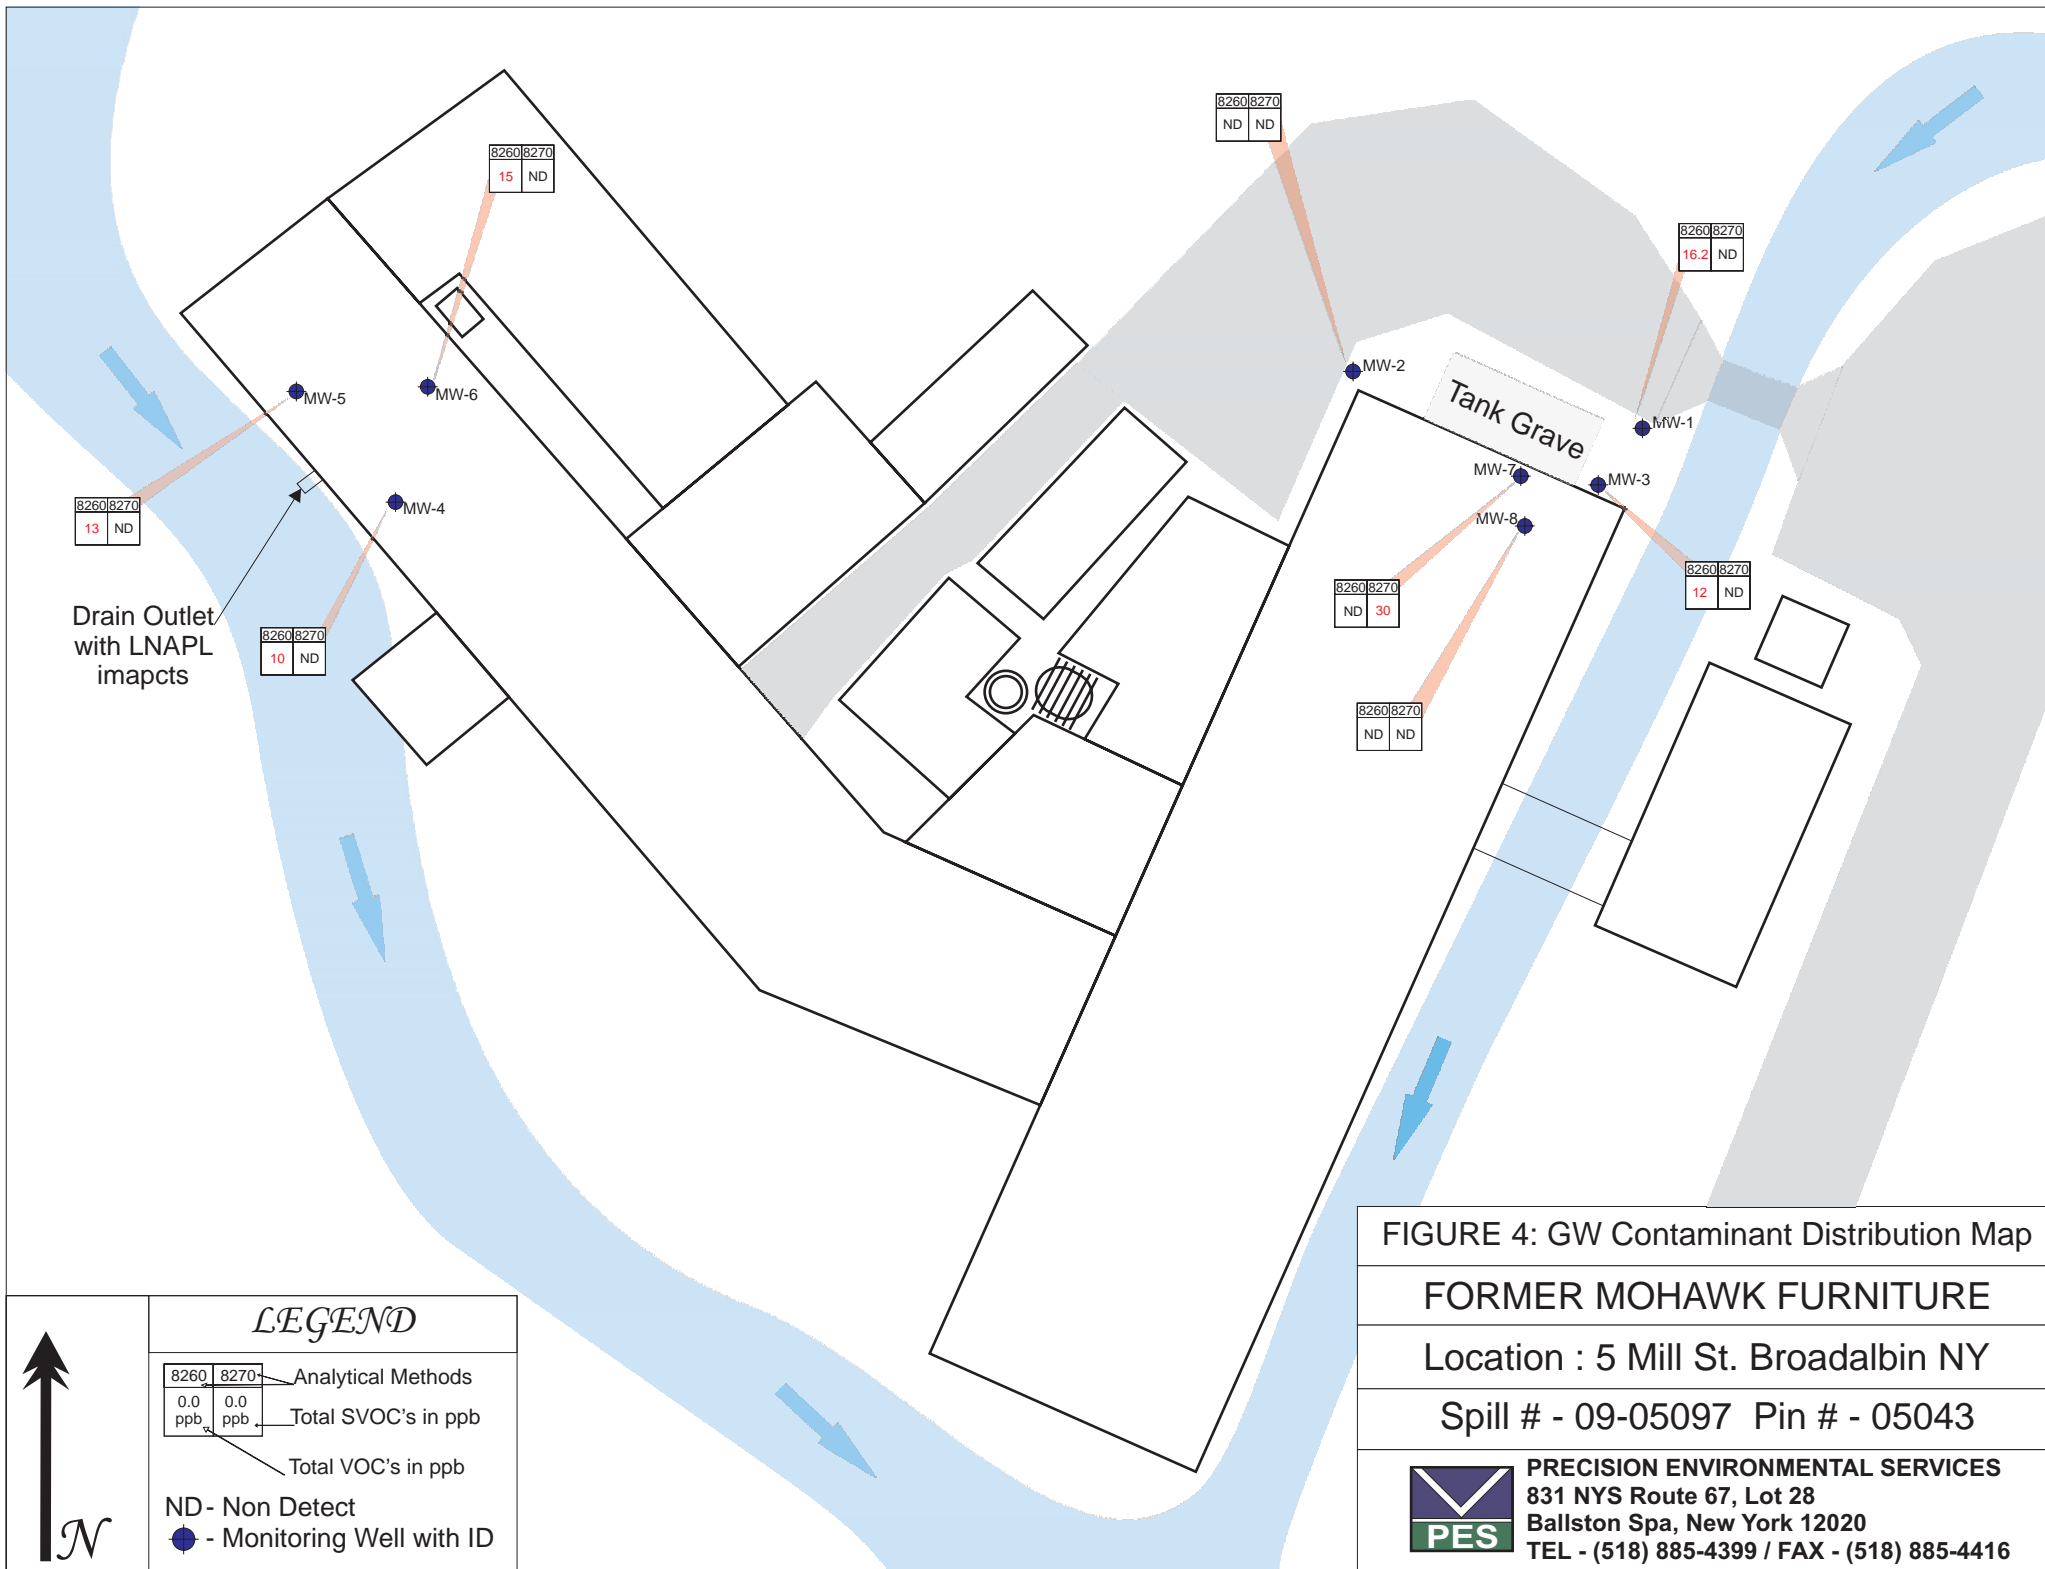 8260 8270
ND ND
8260 8270
15 ND
8260 8270
16.2 ND
MW-2
Tank Grave
MW-5
MW-6
MW-1
MW-7
MW-3
MW-4
MW-8
8260 8270
13 ND
8260 8270
ND 30
8260 8270
12 ND
Drain Outlet
with LNAPL
imapcts
8260 8270
10 ND
8260 8270
ND ND
LEGEND
8260 8270
Analytical Methods
0.0 0.0
ppb ppb
Total SVOC's in ppb
Total VOC's in ppb
ND - Non Detect
- Monitoring Well with ID
N
FIGURE 4: GW Contaminant Distribution Map
FORMER MOHAWK FURNITURE
Location : 5 Mill St. Broadalbin NY
Spill # - 09-05097 Pin # - 05043
PES
PRECISION ENVIRONMENTAL SERVICES
831 NYS Route 67, Lot 28
Ballston Spa, New York 12020
TEL - (518) 885-4399 / FAX - (518) 885-4416